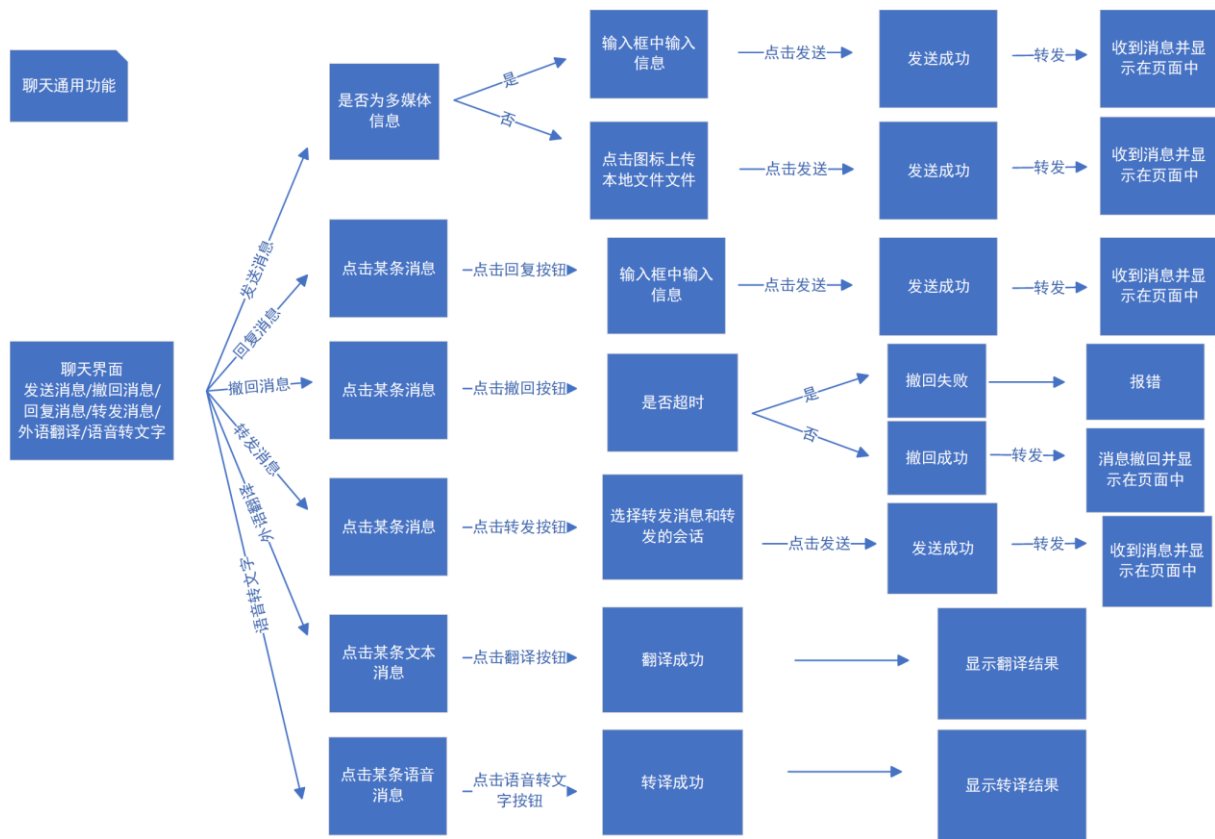 聊天通用功能
聊天界面
发送消息/撤回消息/
回复消息/转发消息/
外语翻译/语音转文字
发送消息
是否为多媒体
信息
是
输入框中输入
信息
点击发送
发送成功
转发
收到消息并显
示在页面中
否
点击图标上传
本地文件文件
点击发送
发送成功
转发
收到消息并显
示在页面中
回复消息
点击某条消息
点击回复按钮
输入框中输入
信息
点击发送
发送成功
转发
收到消息并显
示在页面中
撤回消息
点击某条消息
点击撤回按钮
是否超时
是
撤回失败
报错
否
撤回成功
转发
消息撤回并显
示在页面中
转发消息
点击某条消息
点击转发按钮
选择转发消息和转
发的会话
点击发送
发送成功
转发
收到消息并显
示在页面中
外语翻译
点击某条文本
消息
点击翻译按钮
翻译成功
显示翻译结果
语音转文字
点击某条语音
消息
点击语音转文
字按钮
转译成功
显示转译结果